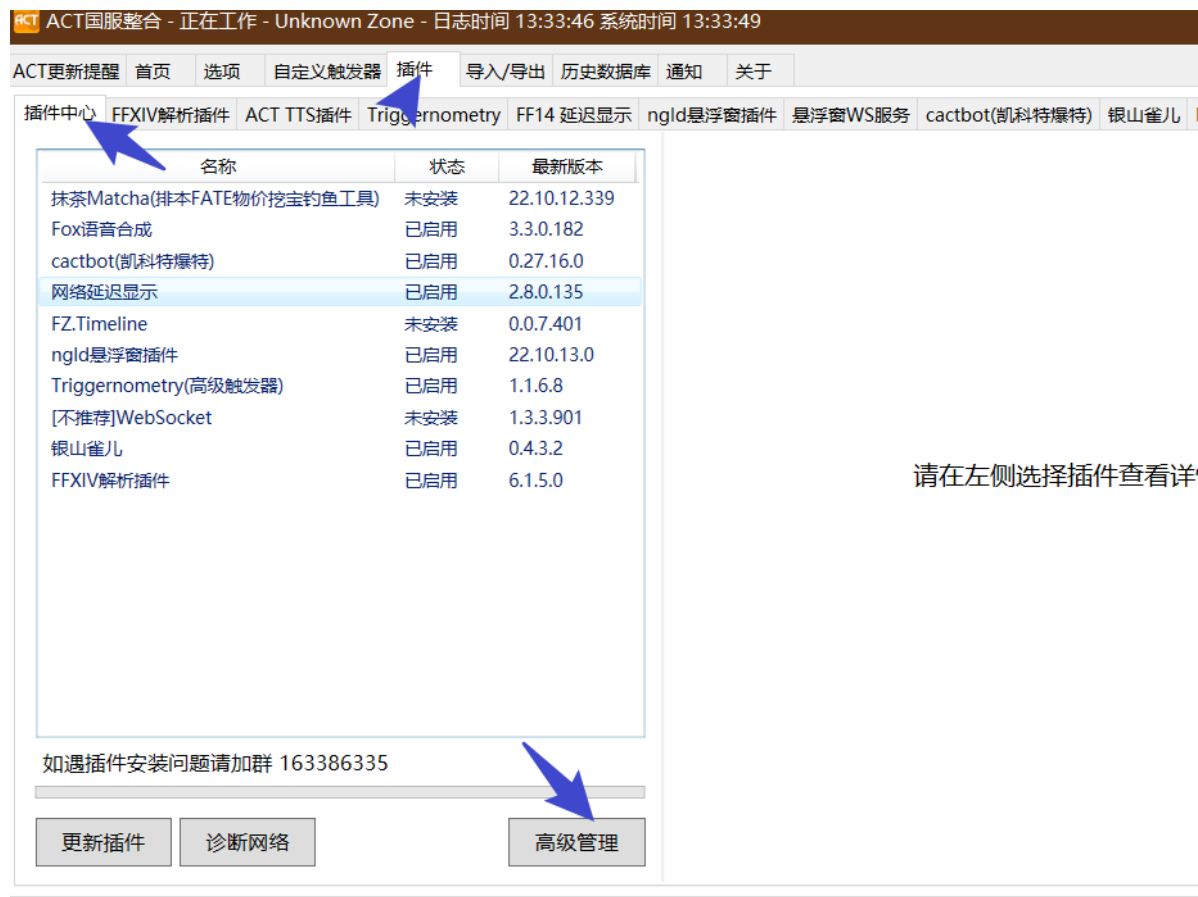 ACT ACT国服整合 - 正在工作 - Unknown Zone - 日志时间 13:33:46 系统时间 13:33:49
ACT更新提醒 首页 选项 自定义触发器 插件 导入/导出 历史数据库 通知 关于
插件中心 FFXIV解析插件 ACT TTS插件 Triggernometry FF14 延迟显示 ngld悬浮窗插件 悬浮窗WS服务 cactbot(凯科特爆特) 银山雀儿
名称 状态 最新版本
抹茶Matcha(排本FATE物价挖宝钓鱼工具) 未安装 22.10.12.339
Fox语音合成 已启用 3.3.0.182
cactbot(凯科特爆特) 已启用 0.27.16.0
网络延迟显示 已启用 2.8.0.135
FZ.Timeline 未安装 0.0.7.401
ngld悬浮窗插件 已启用 22.10.13.0
Triggernometry(高级触发器) 已启用 1.1.6.8
[不推荐]WebSocket 未安装 1.3.3.901
银山雀儿 已启用 0.4.3.2
FFXIV解析插件 已启用 6.1.5.0
请在左侧选择插件查看详
如遇插件安装问题请加群 163386335
更新插件 诊断网络 高级管理